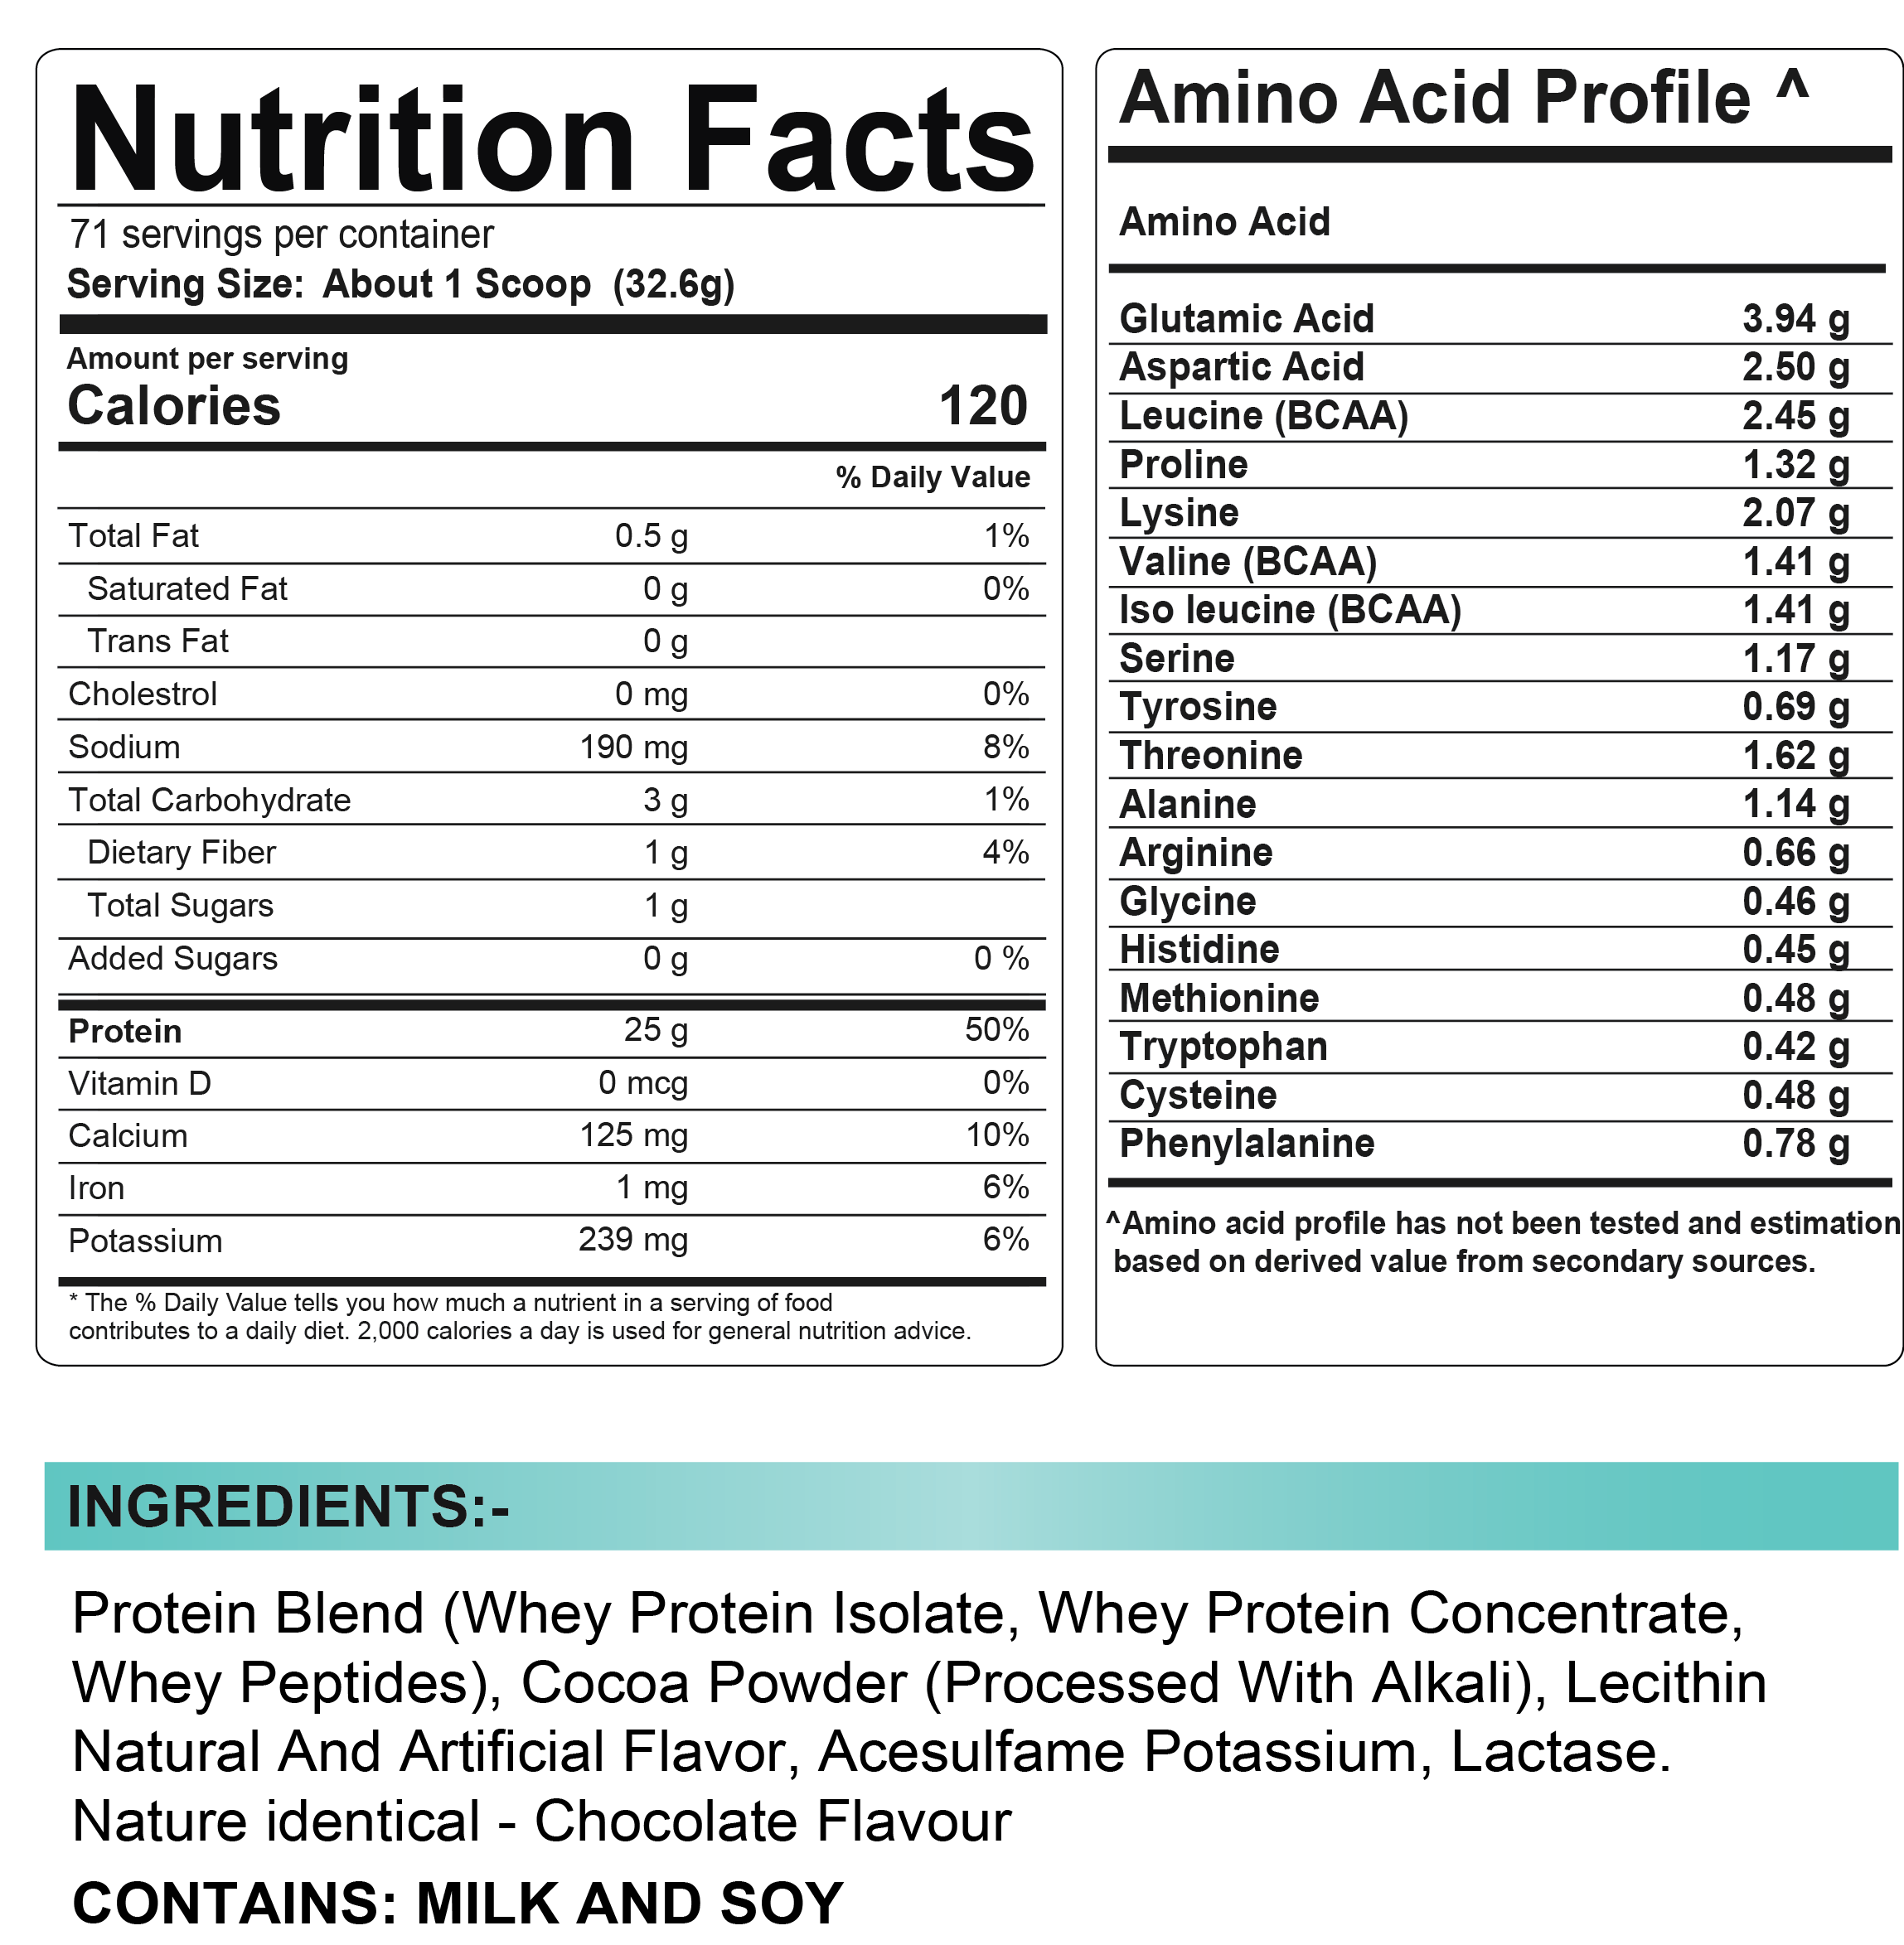 Nutrition Facts
71 servings per container
Serving Size: About 1 Scoop (32.6g)
Amount per serving
Calories 120
% Daily Value
Total Fat 0.5 g 1%
Saturated Fat 0 g 0%
Trans Fat 0 g
Cholestrol 0 mg 0%
Sodium 190 mg 8%
Total Carbohydrate 3 g 1%
Dietary Fiber 1 g 4%
Total Sugars 1 g
Added Sugars 0 g 0 %
Protein 25 g 50%
Vitamin D 0 mcg 0%
Calcium 125 mg 10%
Iron 1 mg 6%
Potassium 239 mg 6%
* The % Daily Value tells you how much a nutrient in a serving of food
contributes to a daily diet. 2,000 calories a day is used for general nutrition advice.
Amino Acid Profile ^
Amino Acid
Glutamic Acid 3.94 g
Aspartic Acid 2.50 g
Leucine (BCAA) 2.45 g
Proline 1.32 g
Lysine 2.07 g
Valine (BCAA) 1.41 g
Iso leucine (BCAA) 1.41 g
Serine 1.17 g
Tyrosine 0.69 g
Threonine 1.62 g
Alanine 1.14 g
Arginine 0.66 g
Glycine 0.46 g
Histidine 0.45 g
Methionine 0.48 g
Tryptophan 0.42 g
Cysteine 0.48 g
Phenylalanine 0.78 g
^Amino acid profile has not been tested and estimation
based on derived value from secondary sources.
INGREDIENTS:-
Protein Blend (Whey Protein Isolate, Whey Protein Concentrate,
Whey Peptides), Cocoa Powder (Processed With Alkali), Lecithin
Natural And Artificial Flavor, Acesulfame Potassium, Lactase.
Nature identical - Chocolate Flavour
CONTAINS: MILK AND SOY